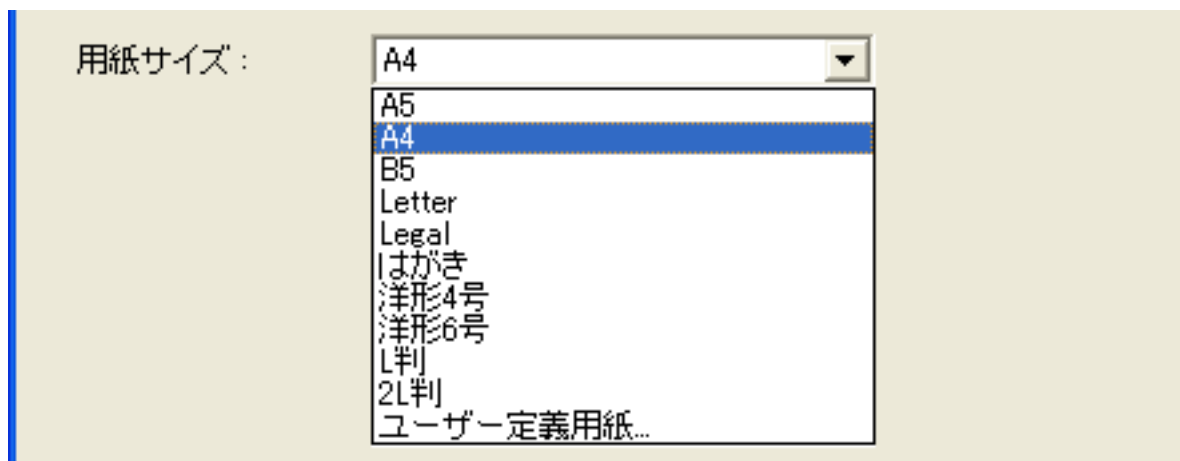 用紙サイズ： A4
A5
A4
B5
Letter
Legal
はがき
洋形4号
洋形6号
L判
2L判
ユーザー定義用紙...